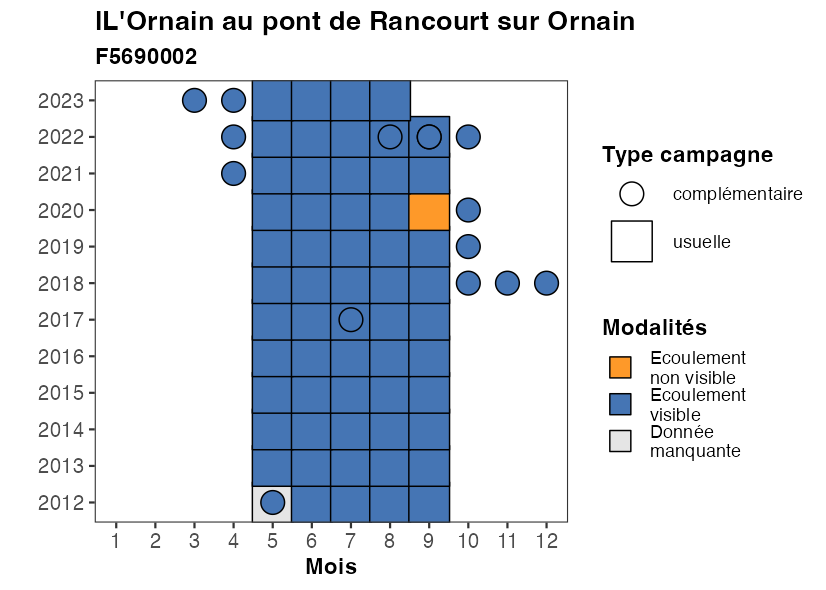 IL'Ornain au pont de Rancourt sur Ornain
F5690002
2023
2022
2021
2020
2019
2018
2017
2016
2015
2014
2013
2012
1 2 3 4 5 6 7 8 9 10 11 12
Mois
Type campagne
complémentaire
usuelle
Modalités
Ecoulement
non visible
Ecoulement
visible
Donnée
manquante